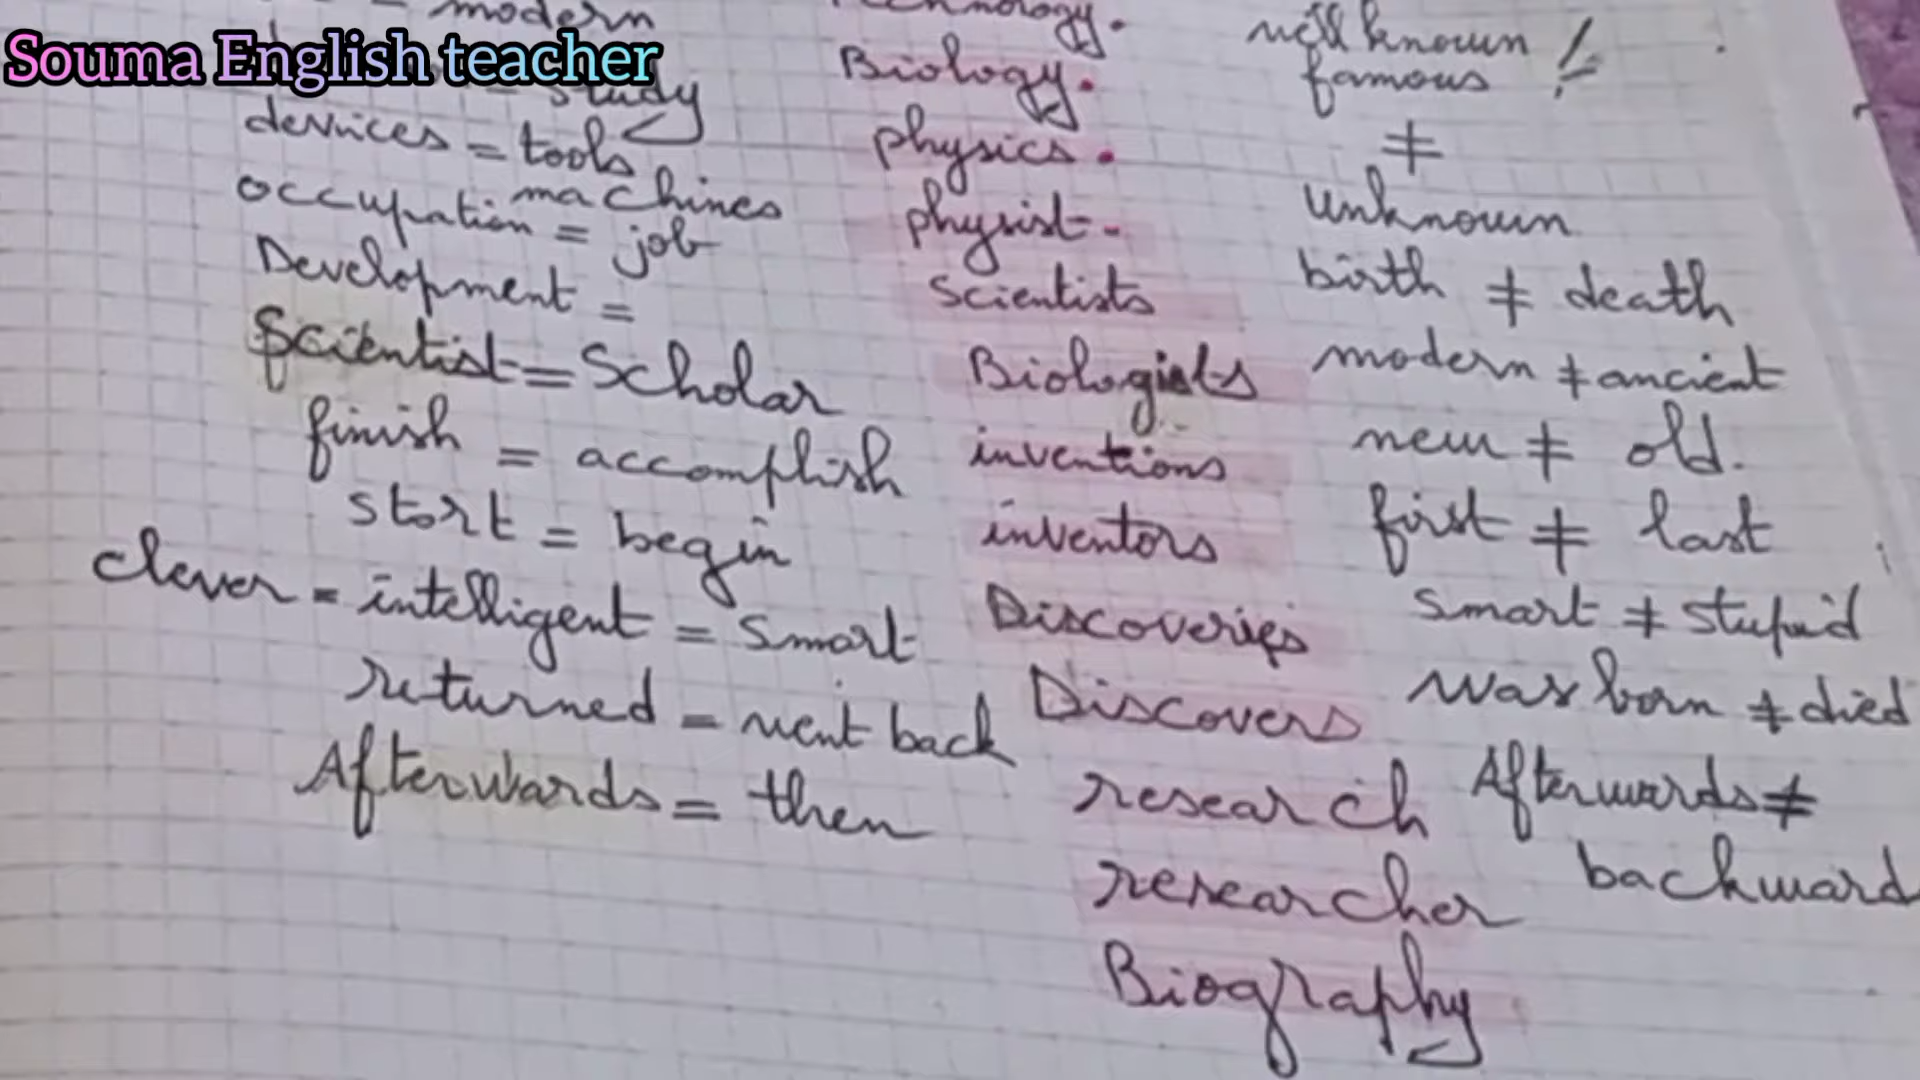 Souma English teacher
= modern
= study
devices = tools
machines
occupation = job
Development =
Scientist = Scholar
finish = accomplish
start = begin
clever = intelligent = Smart
returned = went back
Afterwards = then
Technology.
Biology.
physics.
physist.
Scientists
Biologists
inventions
inventors
Discoveries
Discovers
research
researcher
Biography
well known
famous
≠
unknown
birth ≠ death
modern ≠ ancient
new ≠ old.
first ≠ last
Smart ≠ stupid
was born ≠ died
Afterwards ≠
backward